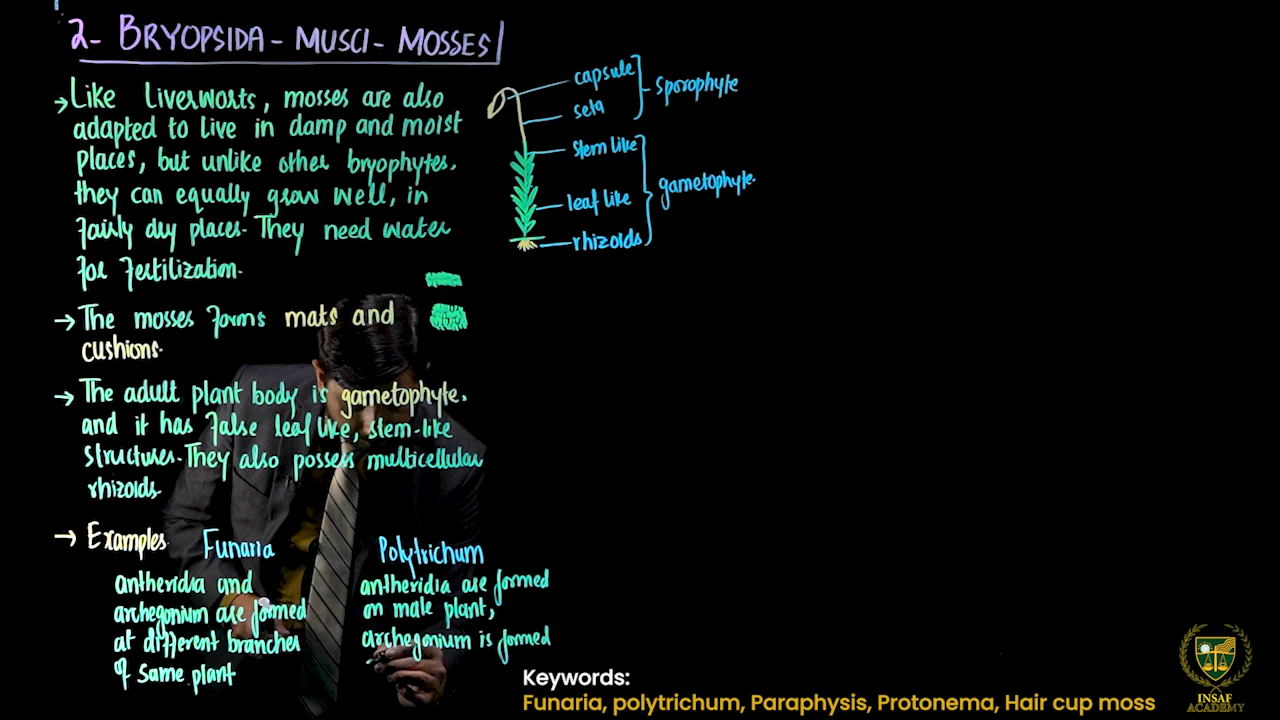 2- BRYOPSIDA - MUSCI - MOSSES
→ Like Liverworts, mosses are also
adapted to live in damp and moist
places, but unlike other bryophytes.
they can equally grow well, in
fairly dry places. They need water
for fertilization.
→ The mosses forms mats and
cushions.
→ The adult plant body is gametophyte.
and it has false leaf like, stem-like
structures. They also possess multicellular
rhizoids.
→ Examples.
Funaria
antheridia and
archegonium are formed
at different branches
of same plant
Polytrichum
antheridia are formed
on male plant,
archegonium is formed
capsule
seta
sporophyte
stem like
leaf like
rhizoids
gametophyte.
Keywords:
Funaria, polytrichum, Paraphysis, Protonema, Hair cup moss
INSAF
ACADEMY